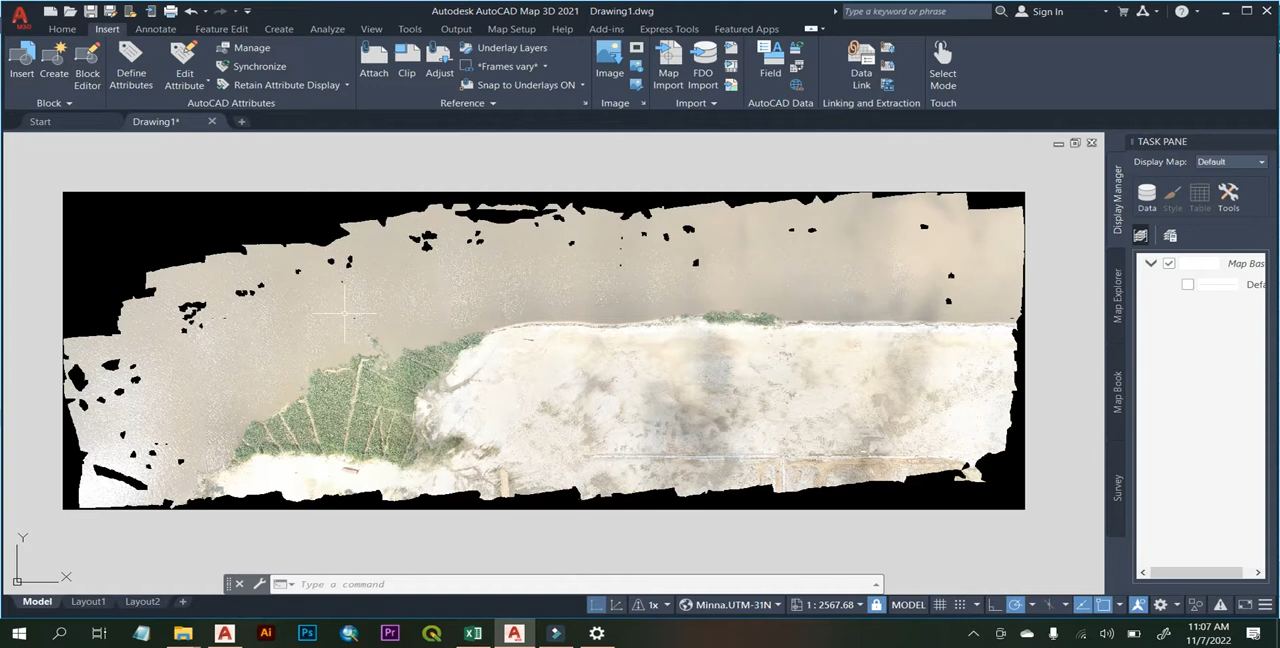 Autodesk AutoCAD Map 3D 2021 Drawing1.dwg
Type a keyword or phrase
Sign In
Home Insert Annotate View Feature Edit Create Analyze View Tools Output Map Setup Help Add-ins Express Tools Featured Apps
Insert Create Block Editor
Block
Define Attributes
Edit Attribute
Manage
Synchronize
Retain Attribute Display
AutoCAD Attributes
Attach Clip Adjust
Underlay Layers
*Frames vary*
Snap to Underlays ON
Reference
Image
Image
Map Import
FDO Import
Import
Field
AutoCAD Data
Data Link
Linking and Extraction
Select Mode
Touch
Start Drawing1*
TASK PANE
Display Map: Default
Data Style Table Tools
Display Manager
Map Explorer
Map Book
Survey
Map Bas
Defa
Y
X
Type a command
Model Layout1 Layout2
1x Minna.UTM-31N 1: 2567.68 MODEL
11:07 AM
11/7/2022